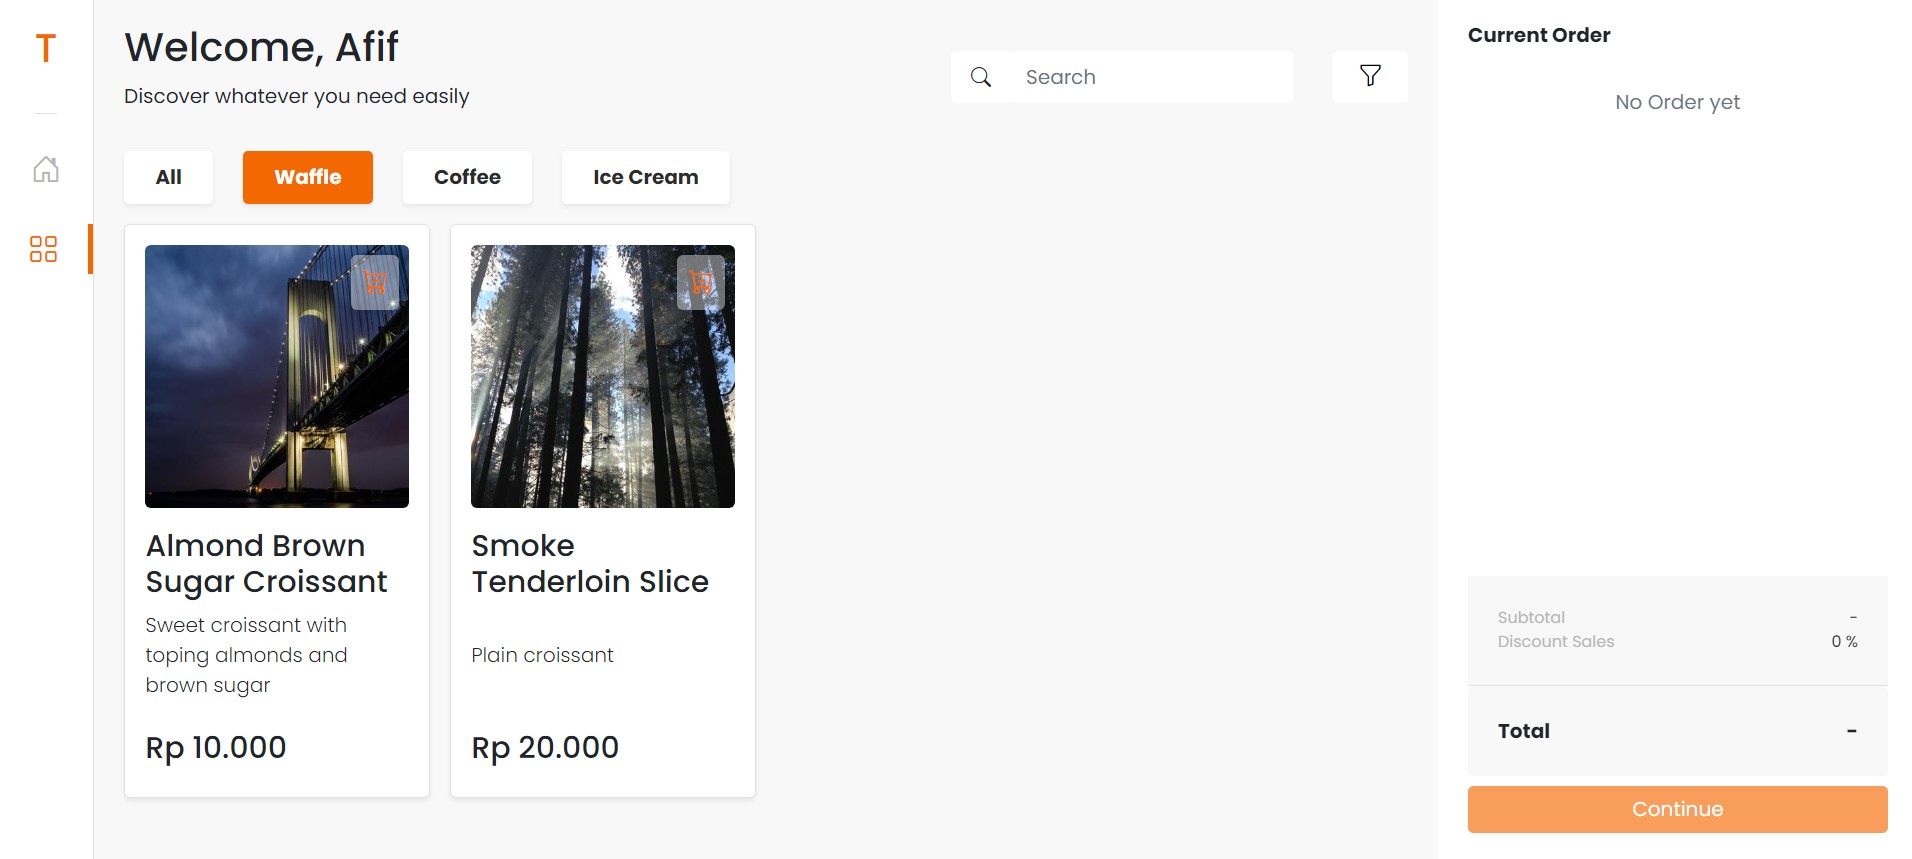 T
Welcome, Afif
Discover whatever you need easily
Search
All
Waffle
Coffee
Ice Cream
Almond Brown
Sugar Croissant
Sweet croissant with
toping almonds and
brown sugar
Rp 10.000
Smoke
Tenderloin Slice
Plain croissant
Rp 20.000
Current Order
No Order yet
Subtotal -
Discount Sales 0 %
Total -
Continue